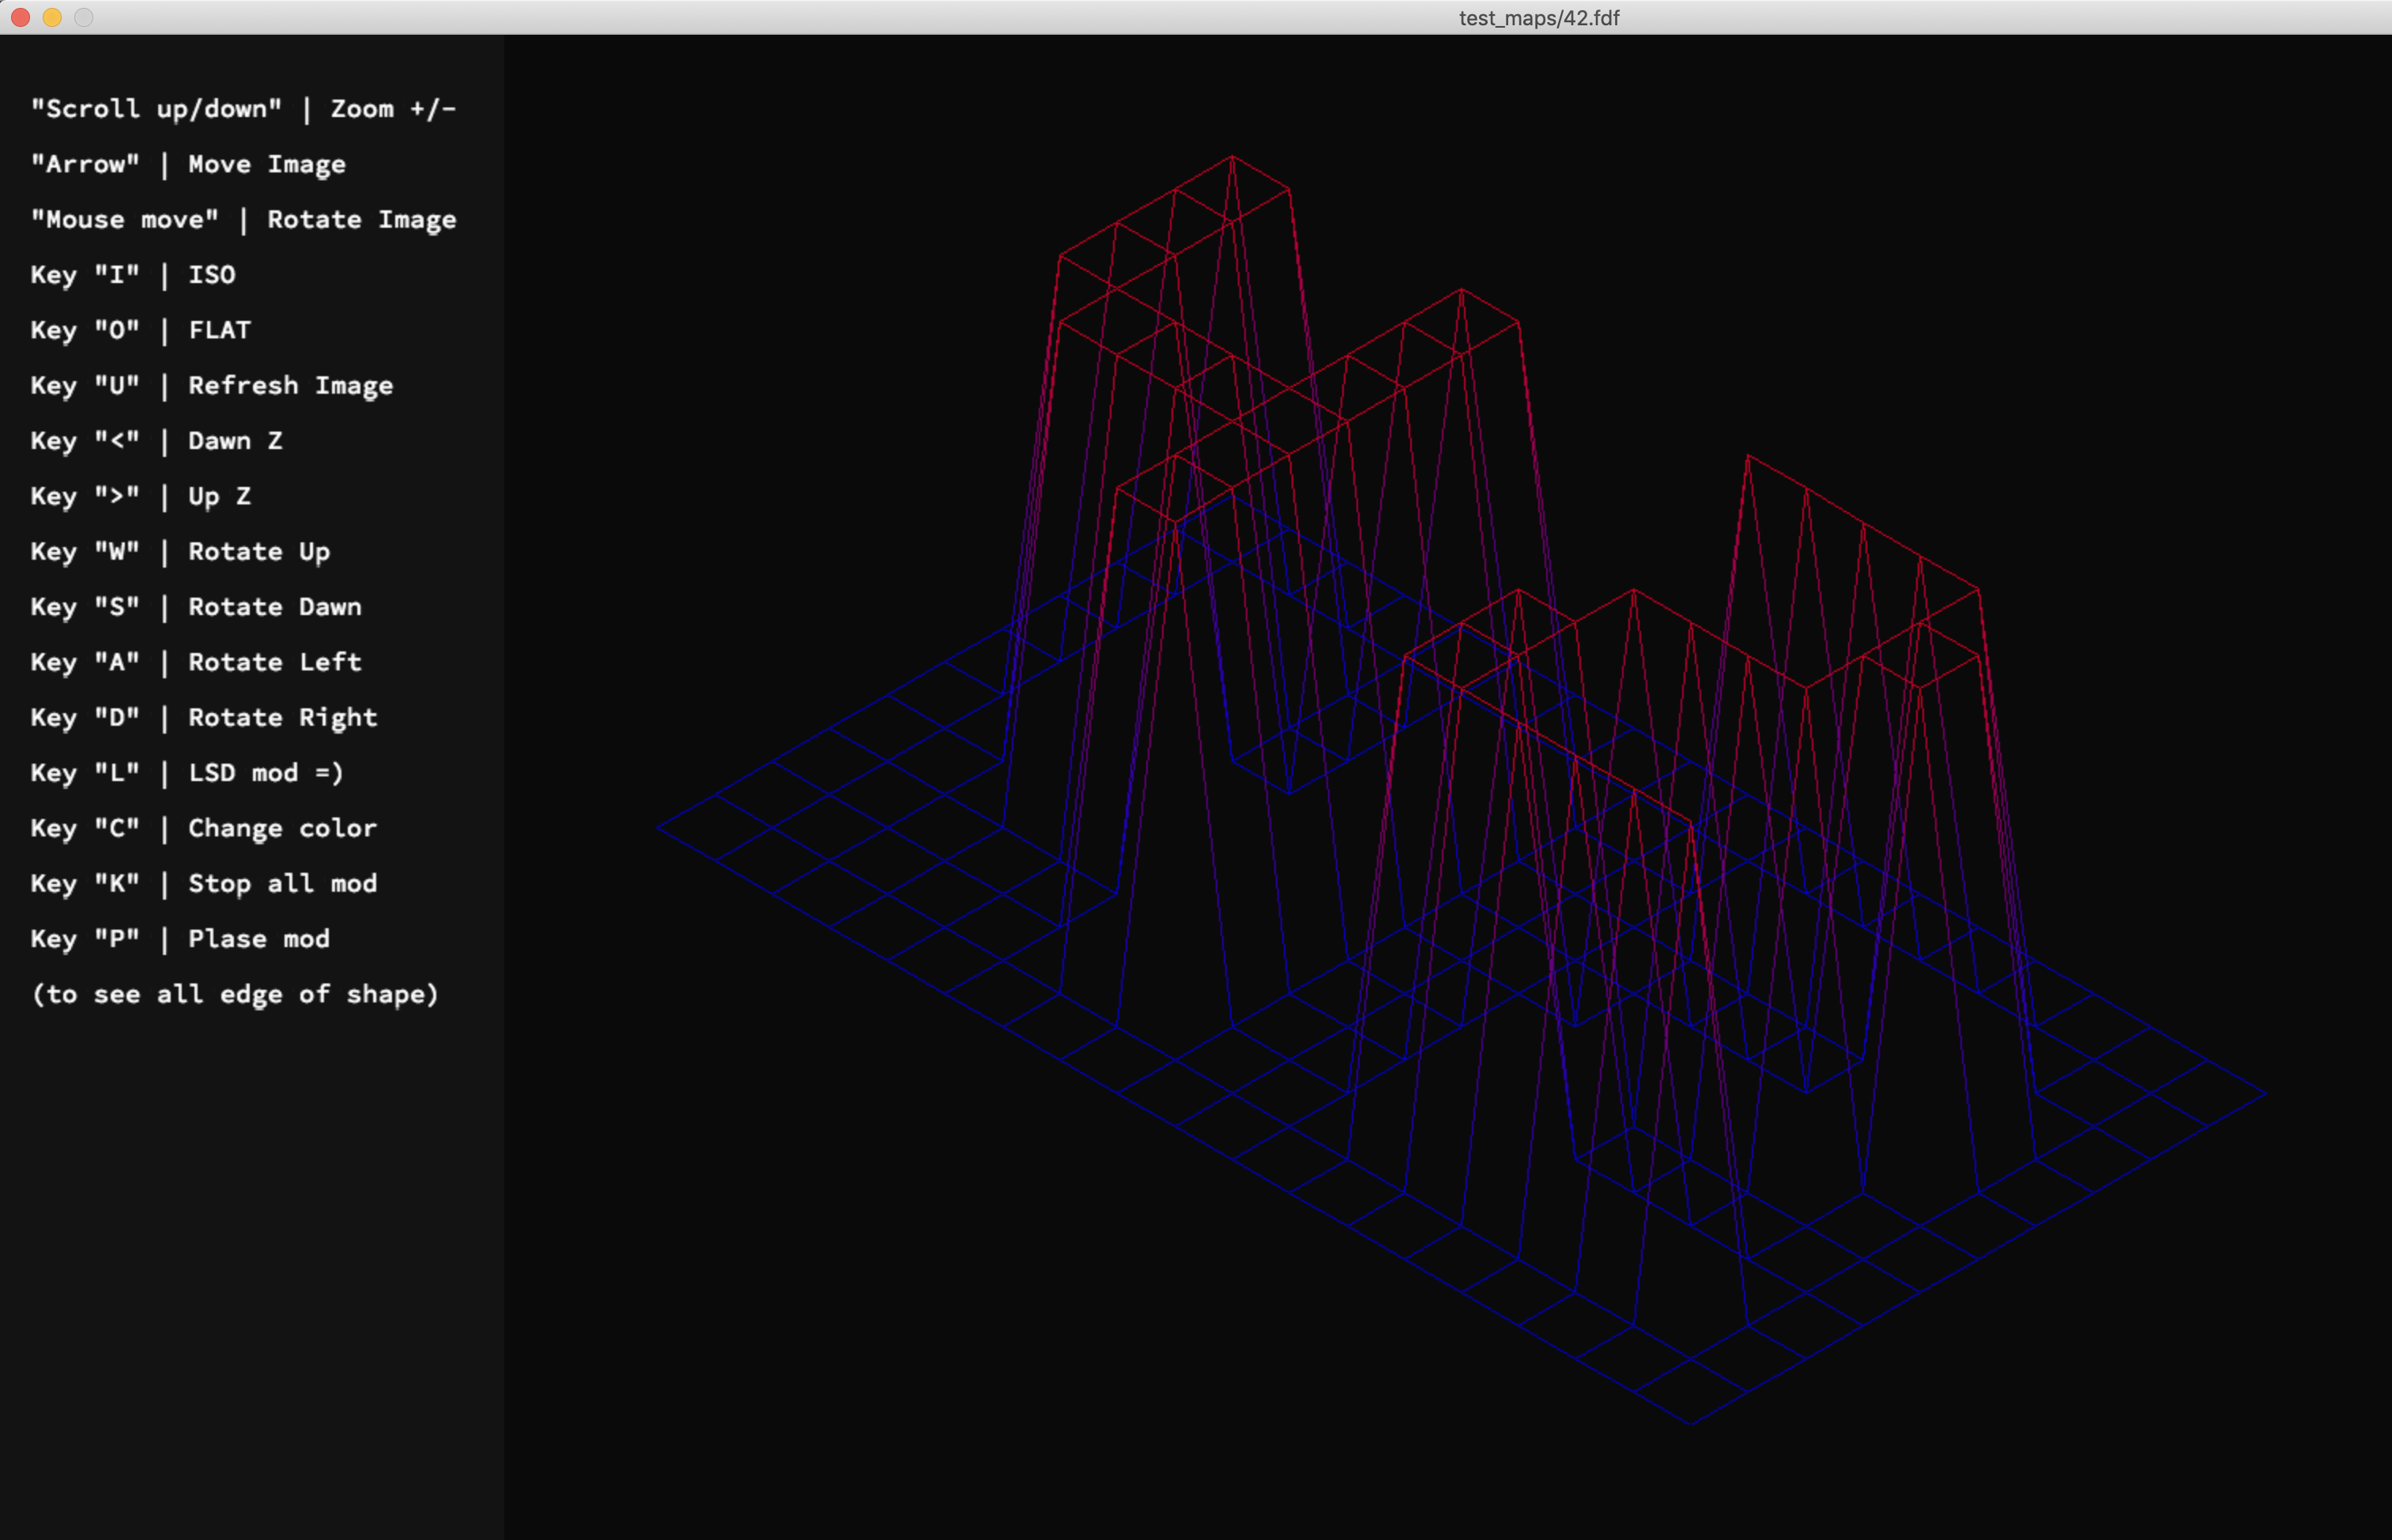 test_maps/42.fdf
"Scroll up/down" | Zoom +/-
"Arrow" | Move Image
"Mouse move" | Rotate Image
Key "I" | ISO
Key "O" | FLAT
Key "U" | Refresh Image
Key "<" | Dawn Z
Key ">" | Up Z
Key "W" | Rotate Up
Key "S" | Rotate Dawn
Key "A" | Rotate Left
Key "D" | Rotate Right
Key "L" | LSD mod =)
Key "C" | Change color
Key "K" | Stop all mod
Key "P" | Plase mod
(to see all edge of shape)